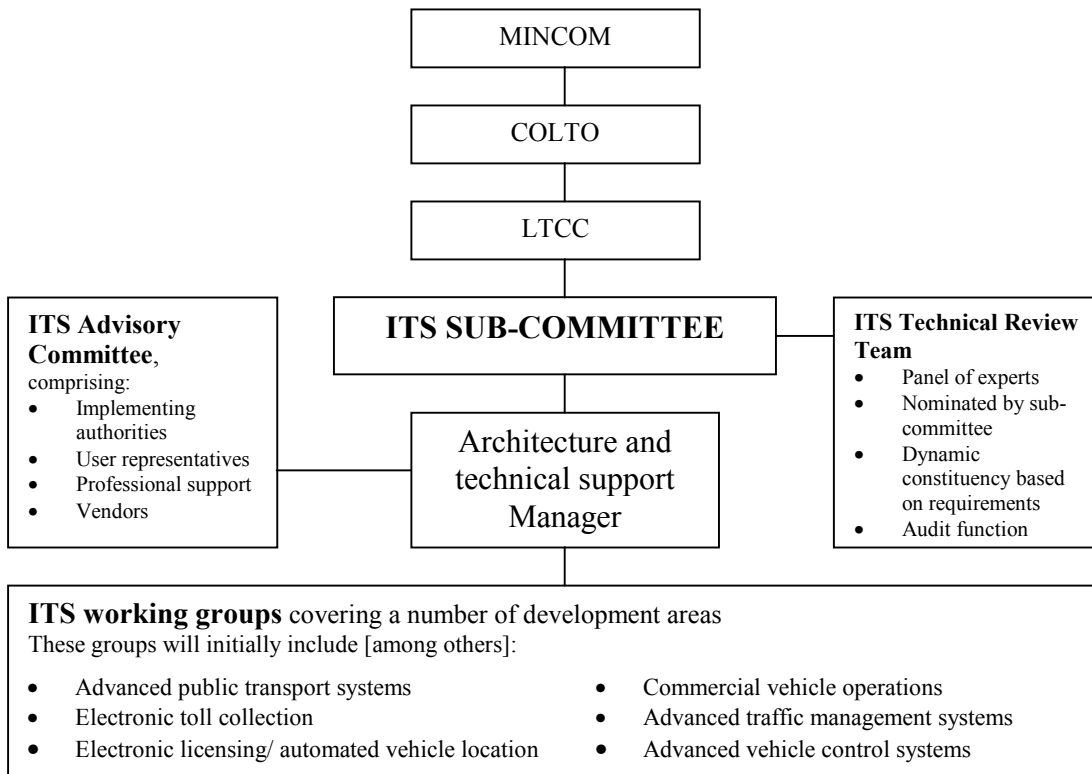 MINCOM
COLTO
LTCC
ITS Advisory
Committee,
comprising:
• Implementing
authorities
• User representatives
• Professional support
• Vendors
ITS SUB-COMMITTEE
ITS Technical Review
Team
• Panel of experts
• Nominated by sub-
committee
• Dynamic
constituency based
on requirements
• Audit function
Architecture and
technical support
Manager
ITS working groups covering a number of development areas
These groups will initially include [among others]:
• Advanced public transport systems
• Electronic toll collection
• Electronic licensing/ automated vehicle location
• Commercial vehicle operations
• Advanced traffic management systems
• Advanced vehicle control systems